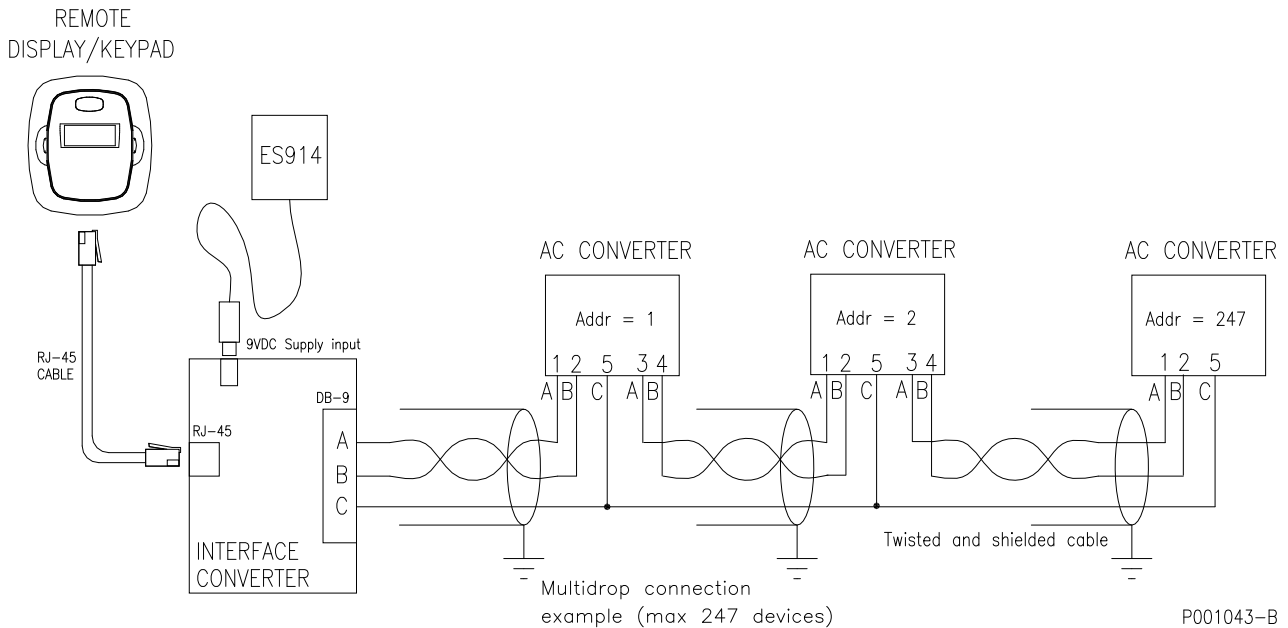 REMOTE
DISPLAY/KEYPAD
ES914
AC CONVERTER
AC CONVERTER
AC CONVERTER
Addr = 1
Addr = 2
Addr = 247
1 2 5 3 4
1 2 5 3 4
1 2 5
A B C A B
A B C A B
A B C
9VDC Supply input
RJ-45
CABLE
DB-9
RJ-45
A
B
C
INTERFACE
CONVERTER
Twisted and shielded cable
Multidrop connection
example (max 247 devices)
P001043-B